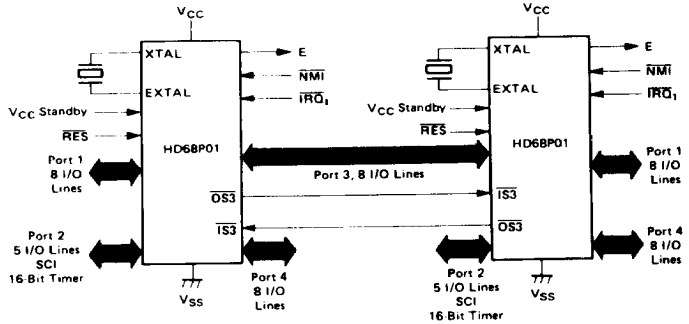 VCC
XTAL
E
NMI
EXTAL
IRQ1
VCC Standby
RES
HD68P01
Port 1
8 I/O
Lines
OS3
IS3
Port 2
5 I/O Lines
SCI
16-Bit Timer
Port 4
8 I/O
Lines
VSS
Port 3, 8 I/O Lines
VCC
XTAL
E
NMI
EXTAL
IRQ1
VCC Standby
RES
HD68P01
Port 1
8 I/O
Lines
IS3
OS3
Port 4
8 I/O
Lines
Port 2
5 I/O Lines
SCI
16-Bit Timer
VSS